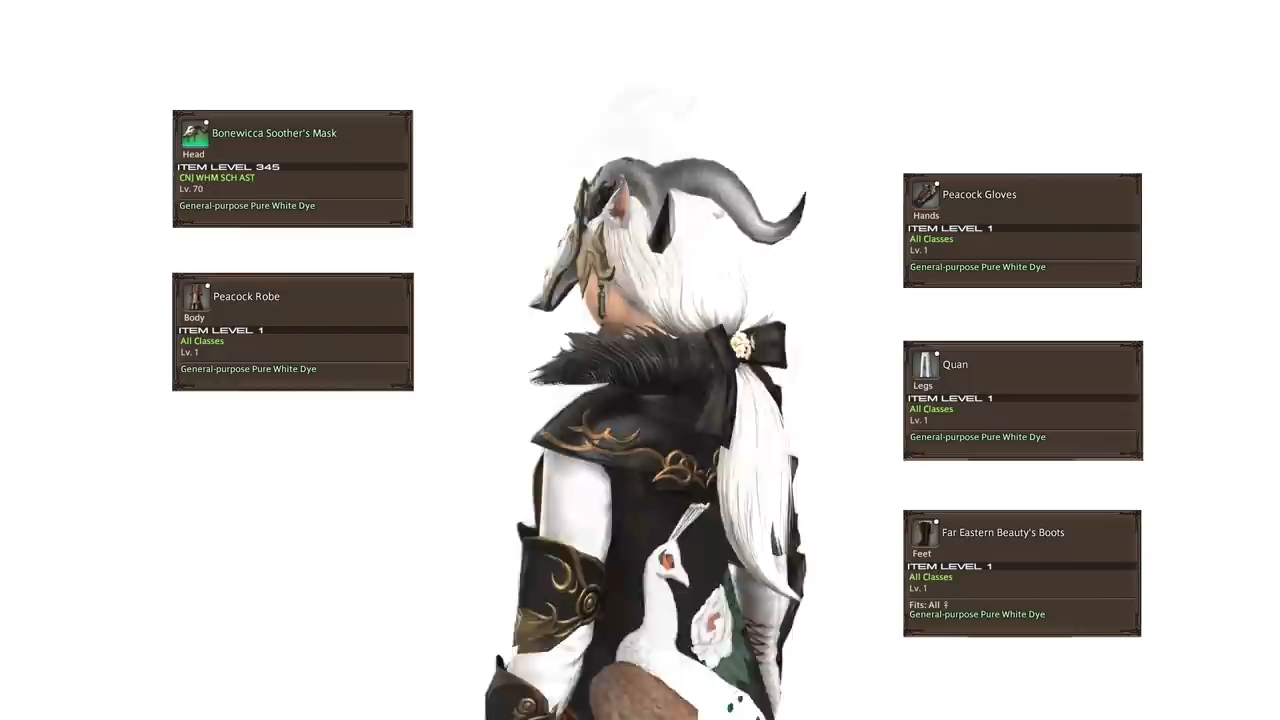 Bonewicca Soother's Mask
Head
ITEM LEVEL 345
CNJ WHM SCH AST
Lv. 70
General-purpose Pure White Dye
Peacock Robe
Body
ITEM LEVEL 1
All Classes
Lv. 1
General-purpose Pure White Dye
Peacock Gloves
Hands
ITEM LEVEL 1
All Classes
Lv. 1
General-purpose Pure White Dye
Quan
Legs
ITEM LEVEL 1
All Classes
Lv. 1
General-purpose Pure White Dye
Far Eastern Beauty's Boots
Feet
ITEM LEVEL 1
All Classes
Lv. 1
Fits: All ♀
General-purpose Pure White Dye